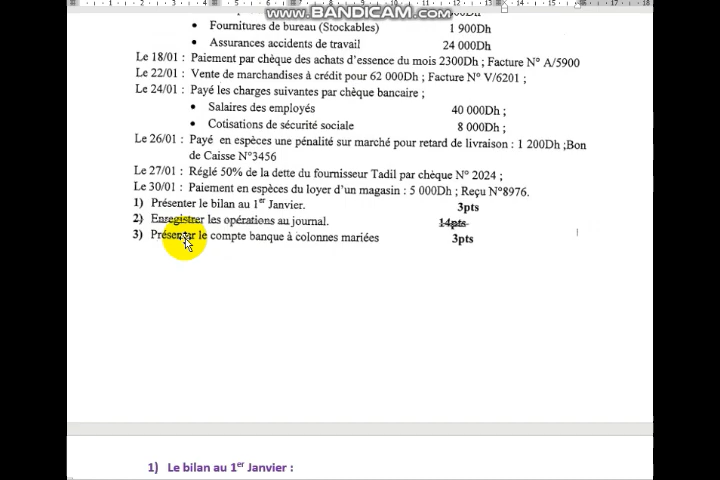 www.BANDICAM.com
• Fournitures de bureau (Stockables) 1 900Dh
• Assurances accidents de travail 24 000Dh
Le 18/01 : Paiement par chèque des achats d'essence du mois 2300Dh ; Facture N° A/5900
Le 22/01 : Vente de marchandises à crédit pour 62 000Dh ; Facture N° V/6201 ;
Le 24/01 : Payé les charges suivantes par chèque bancaire ;
• Salaires des employés 40 000Dh ;
• Cotisations de sécurité sociale 8 000Dh ;
Le 26/01 : Payé en espèces une pénalité sur marché pour retard de livraison : 1 200Dh ;Bon
de Caisse N°3456
Le 27/01 : Réglé 50% de la dette du fournisseur Tadil par chèque N° 2024 ;
Le 30/01 : Paiement en espèces du loyer d'un magasin : 5 000Dh ; Reçu N°8976.
1) Présenter le bilan au 1er Janvier. 3pts
2) Enregistrer les opérations au journal. 14pts
3) Présenter le compte banque à colonnes mariées 3pts
1) Le bilan au 1er Janvier :